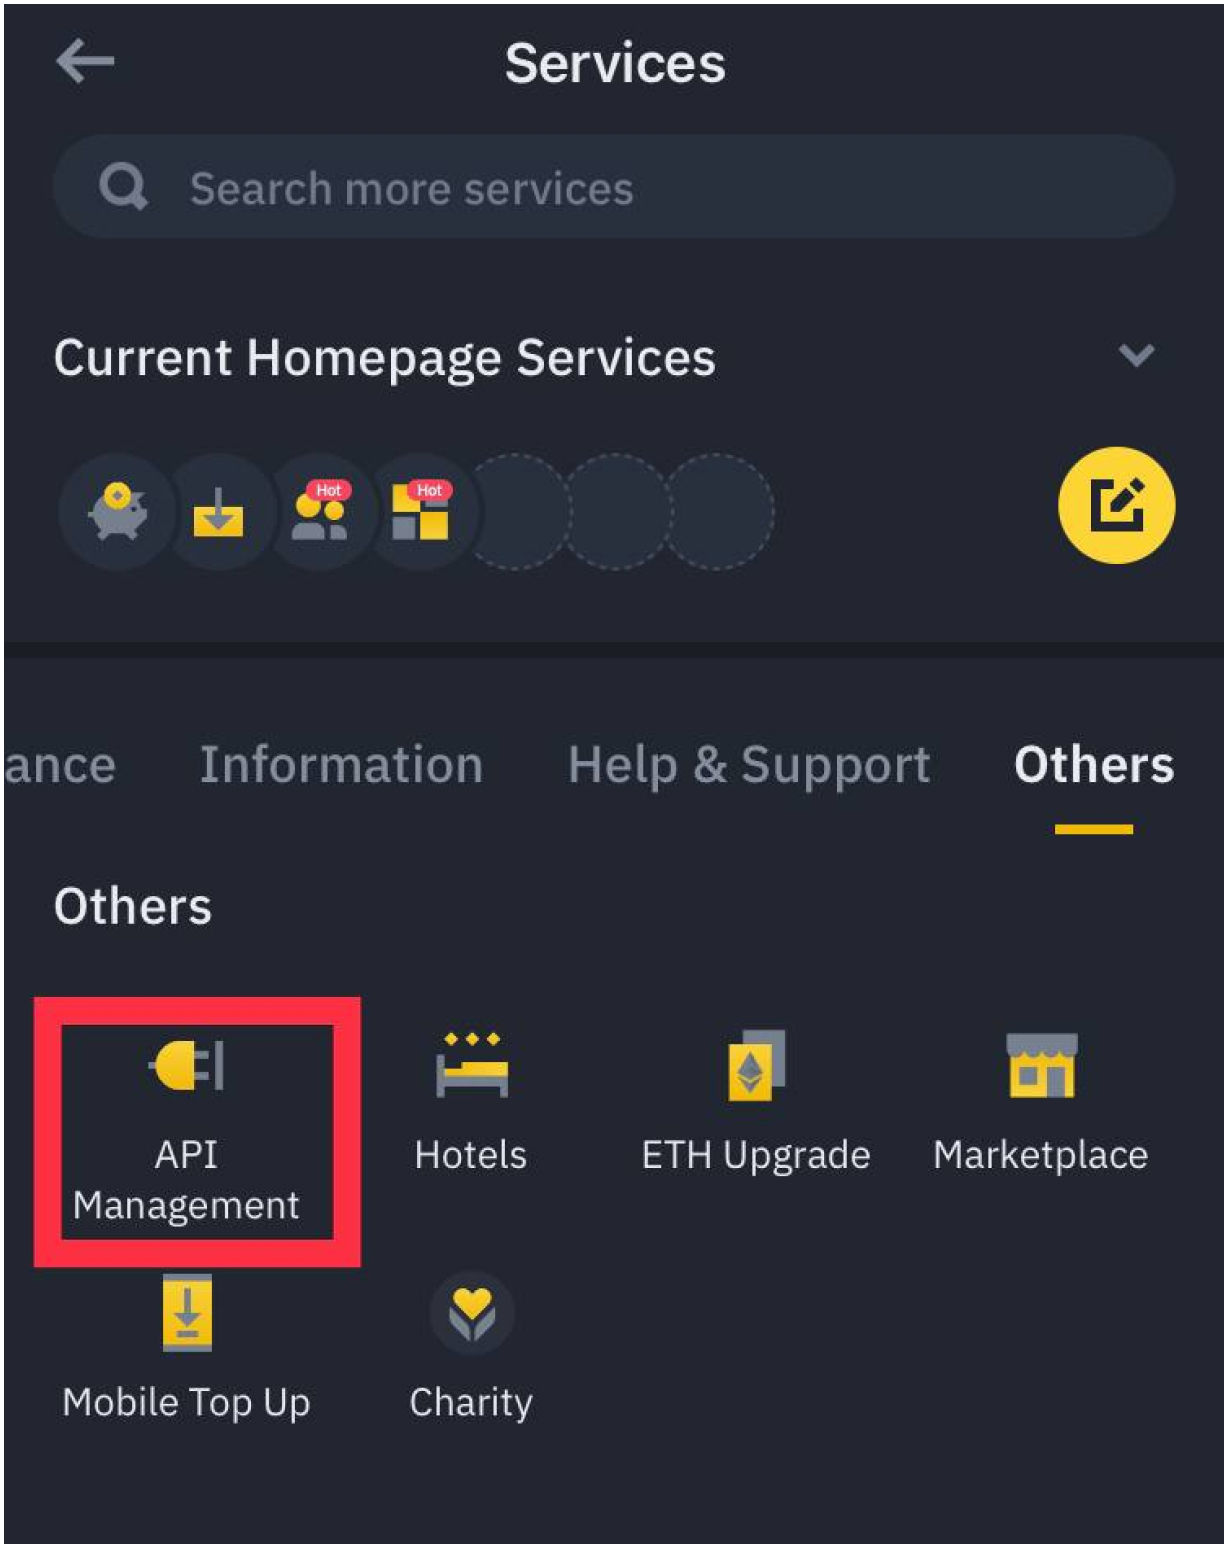 Services
Search more services
Current Homepage Services
Hot
Hot
ance
Information
Help & Support
Others
Others
API
Management
Hotels
ETH Upgrade
Marketplace
Mobile Top Up
Charity